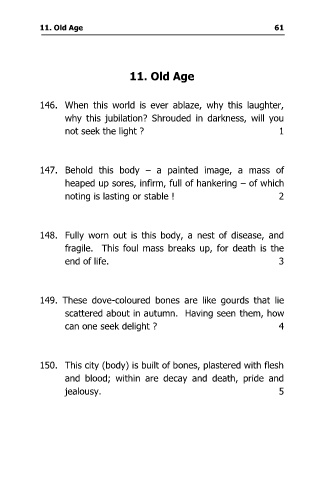 11. Old Age 61
11. Old Age
146. When this world is ever ablaze, why this laughter,
why this jubilation? Shrouded in darkness, will you
not seek the light ? 1
147. Behold this body – a painted image, a mass of
heaped up sores, infirm, full of hankering – of which
noting is lasting or stable ! 2
148. Fully worn out is this body, a nest of disease, and
fragile. This foul mass breaks up, for death is the
end of life. 3
149. These dove-coloured bones are like gourds that lie
scattered about in autumn. Having seen them, how
can one seek delight ? 4
150. This city (body) is built of bones, plastered with flesh
and blood; within are decay and death, pride and
jealousy. 5